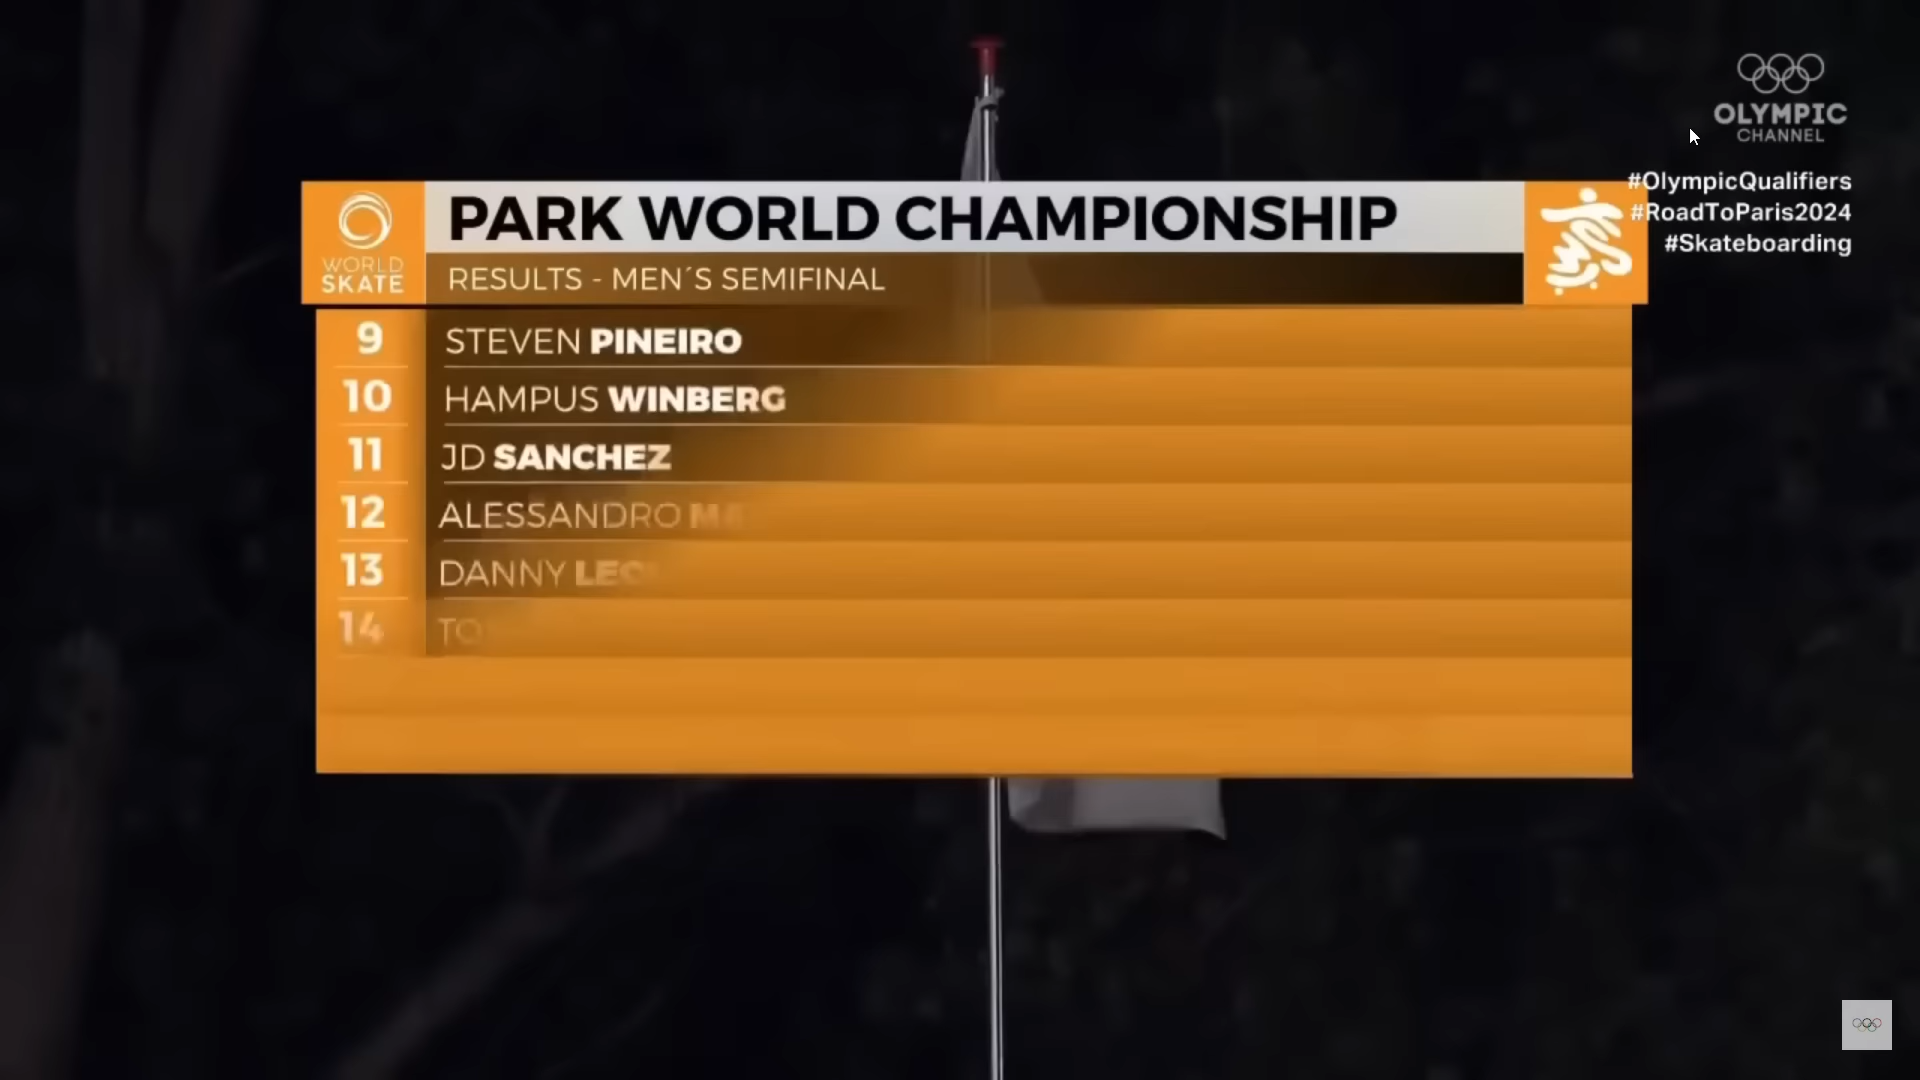 OLYMPIC
CHANNEL
#OlympicQualifiers
#RoadToParis2024
#Skateboarding
WORLD
SKATE
PARK WORLD CHAMPIONSHIP
RESULTS - MEN´S SEMIFINAL
9 STEVEN PINEIRO
10 HAMPUS WINBERG
11 JD SANCHEZ
12 ALESSANDRO
13 DANNY
14